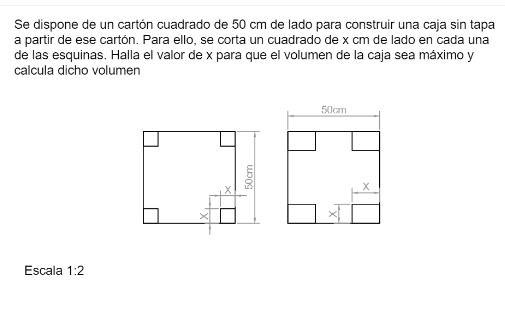 Se dispone de un cartón cuadrado de 50 cm de lado para construir una caja sin tapa
a partir de ese cartón. Para ello, se corta un cuadrado de x cm de lado en cada una
de las esquinas. Halla el valor de x para que el volumen de la caja sea máximo y
calcula dicho volumen
50cm
50cm
X
X
X
X
Escala 1:2